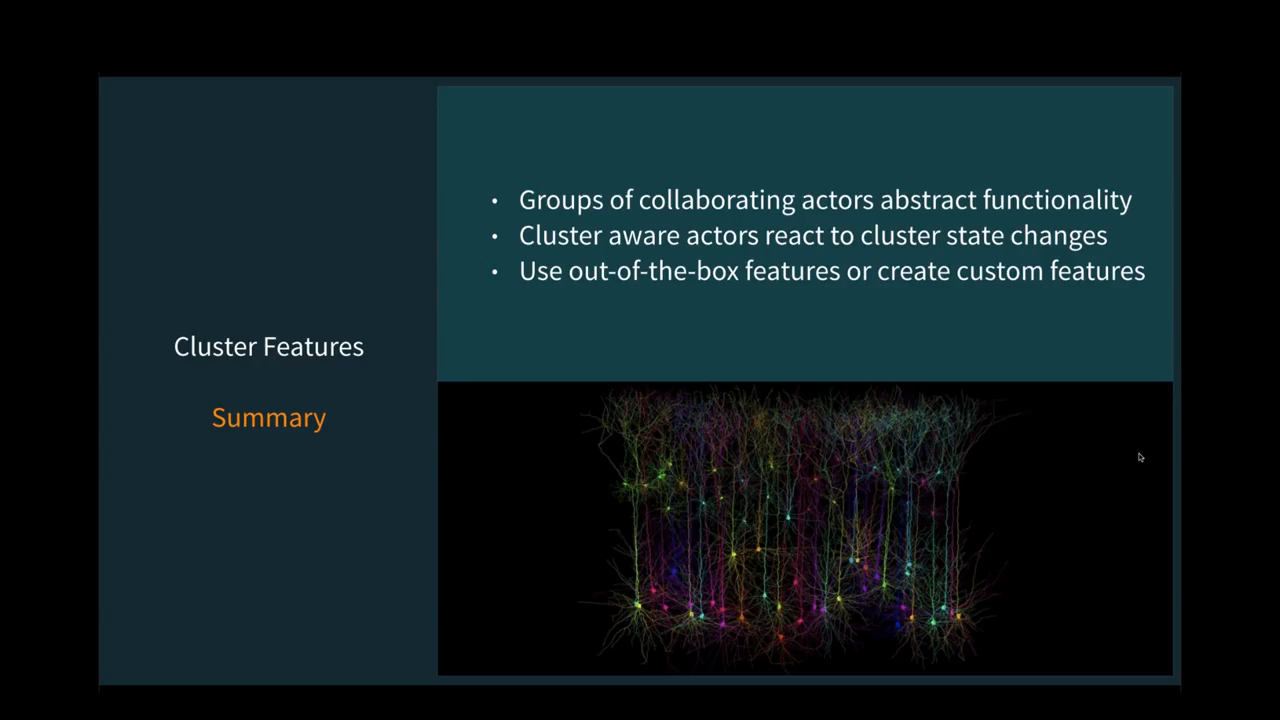 Cluster Features
Summary
• Groups of collaborating actors abstract functionality
• Cluster aware actors react to cluster state changes
• Use out-of-the-box features or create custom features